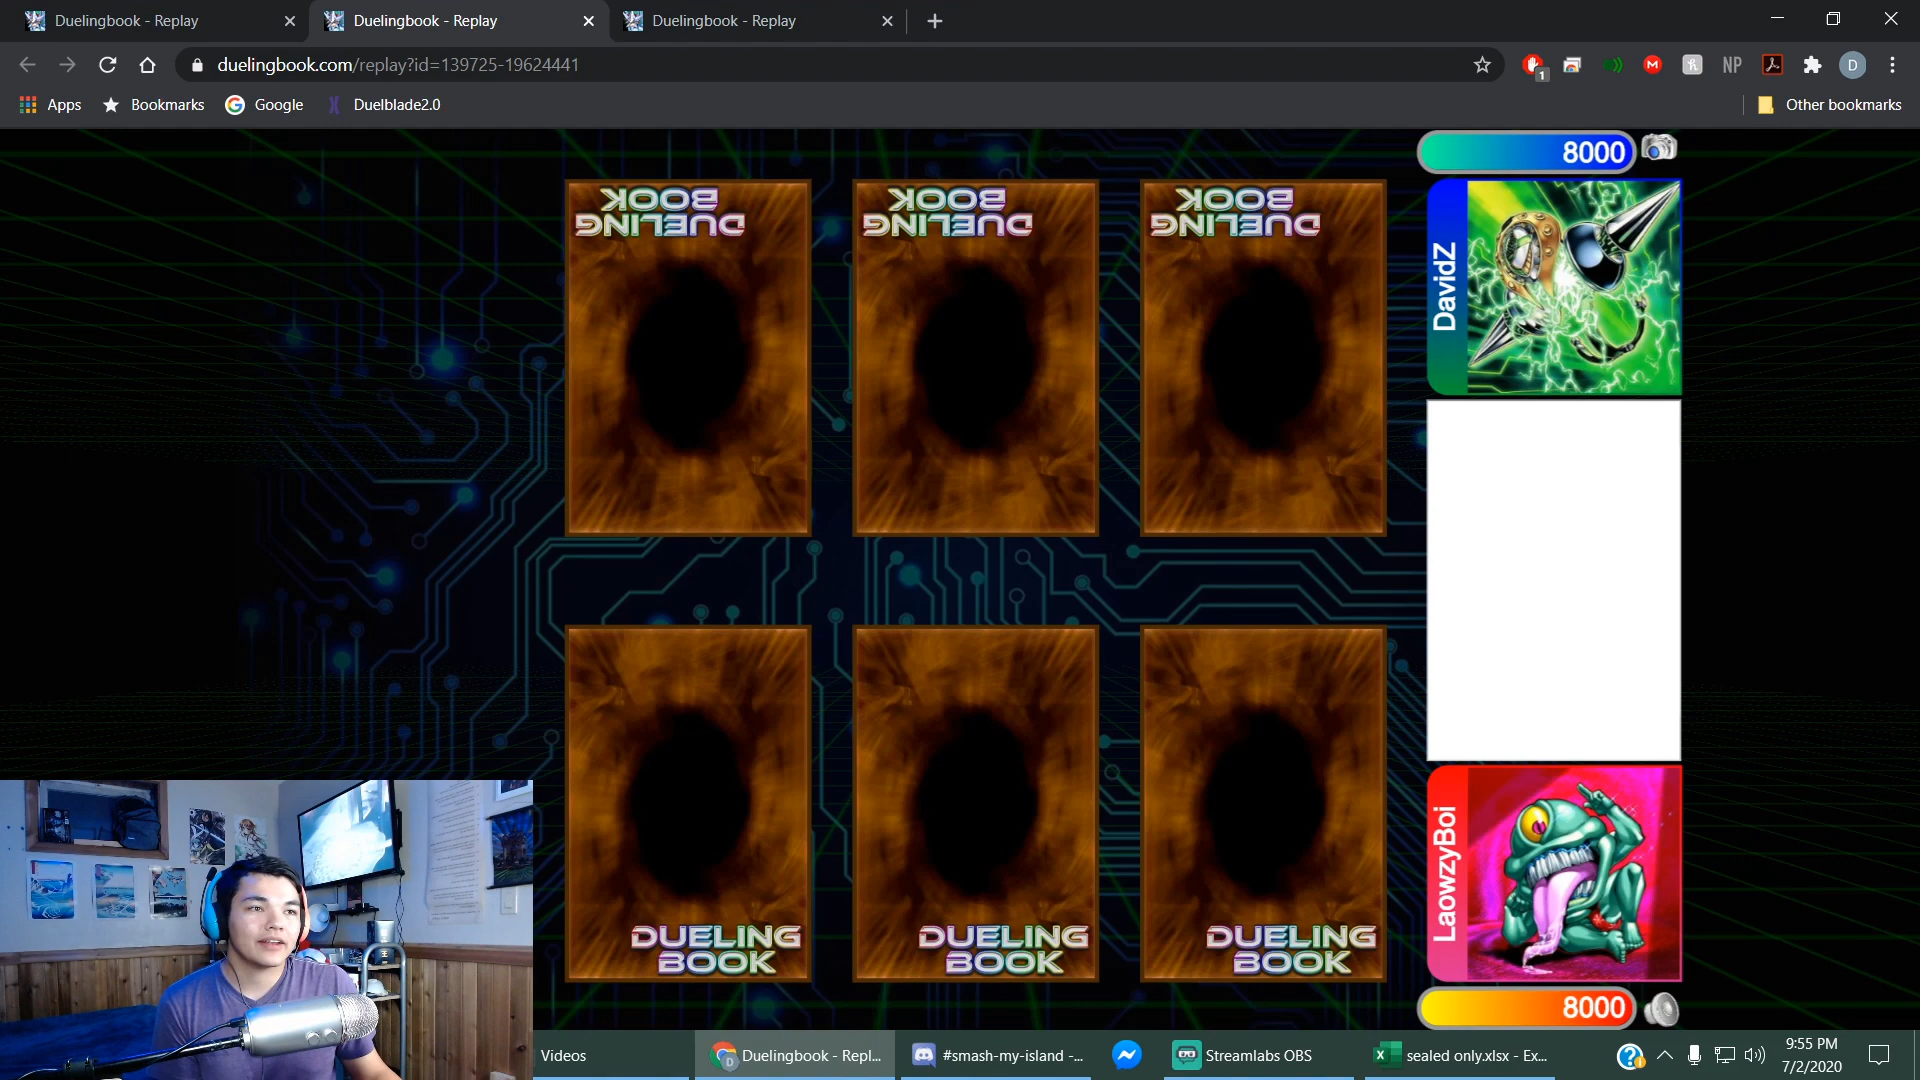 Duelingbook - Replay
Duelingbook - Replay
Duelingbook - Replay
duelingbook.com/replay?id=139725-19624441
1
NP
D
Apps
Bookmarks
Google
Duelblade2.0
Other bookmarks
8000
DUELING
BOOK
DUELING
BOOK
DUELING
BOOK
DavidZ
LaowzyBoi
DUELING
BOOK
DUELING
BOOK
DUELING
BOOK
8000
Videos
Duelingbook - Repl...
#smash-my-island -...
Streamlabs OBS
sealed only.xlsx - Ex...
9:55 PM
7/2/2020